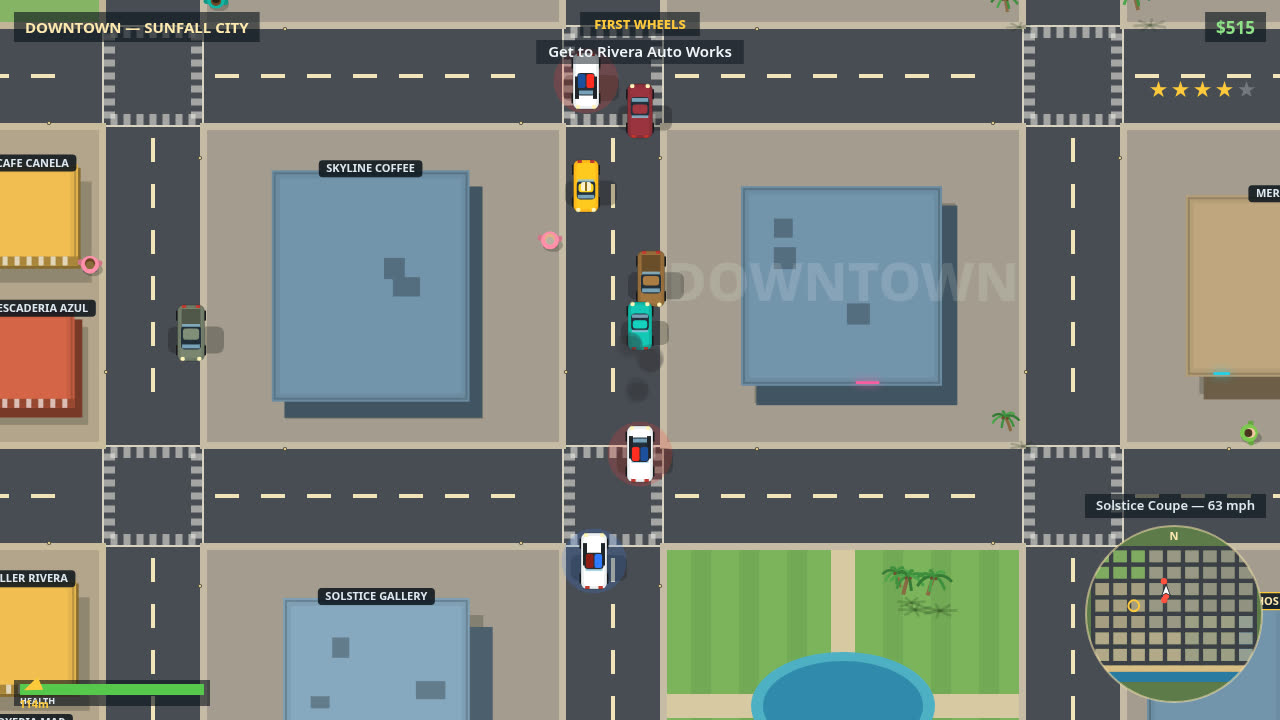 DOWNTOWN — SUNFALL CITY
FIRST WHEELS
Get to Rivera Auto Works
$515
CAFE CANELA
SKYLINE COFFEE
DOWNTOWN
ESCADERIA AZUL
Solstice Coupe — 63 mph
N
LLER RIVERA
SOLSTICE GALLERY
HEALTH